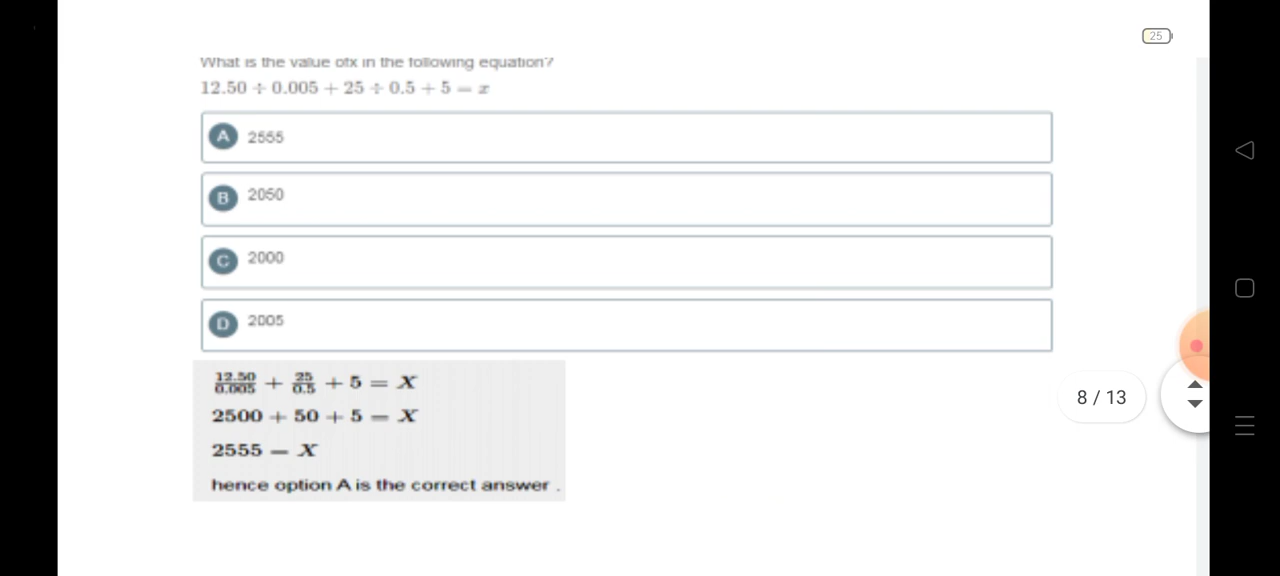 25
What is the value ofx in the following equation?
12.50 ÷ 0.005 + 25 ÷ 0.5 + 5 = x
A 2555
B 2050
C 2000
D 2005
12.50/0.005 + 25/0.5 + 5 = X
2500 + 50 + 5 = X
2555 = X
hence option A is the correct answer .
8 / 13